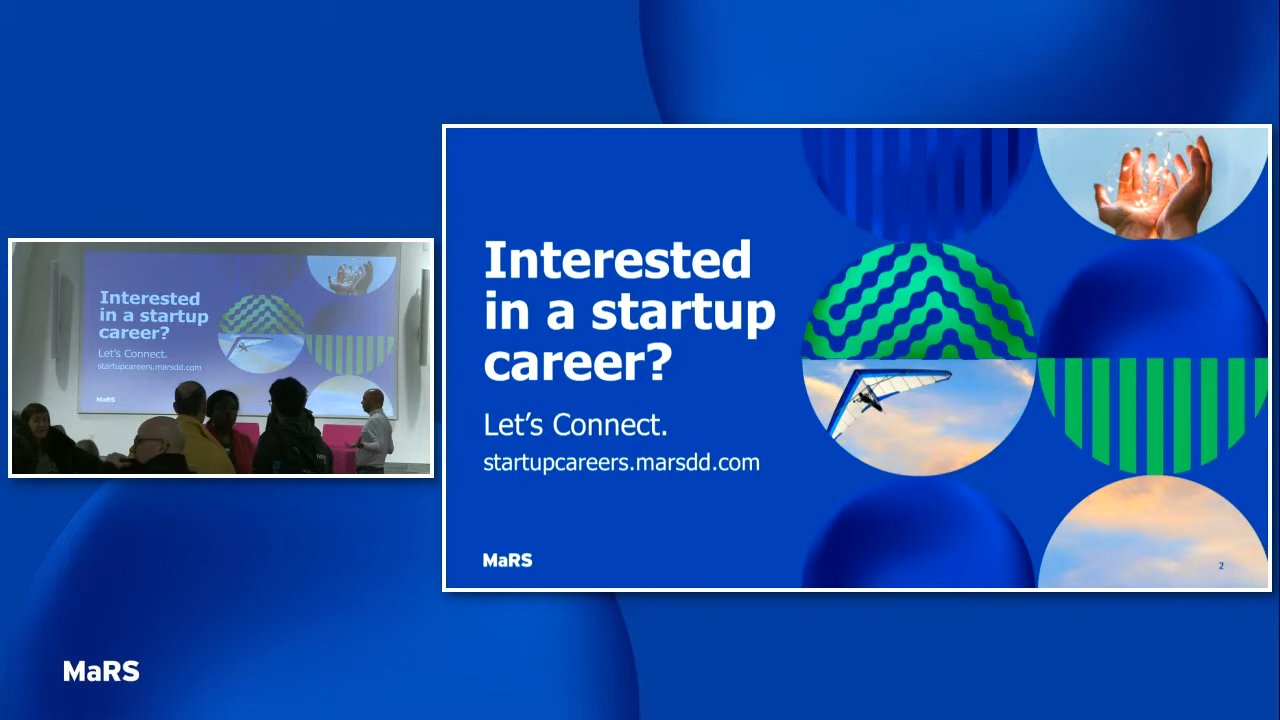 Interested
in a startup
career?
Let's Connect.
startupcareers.marsdd.com
MaRS
Interested
in a startup
career?
Let's Connect.
startupcareers.marsdd.com
MaRS
2
MaRS